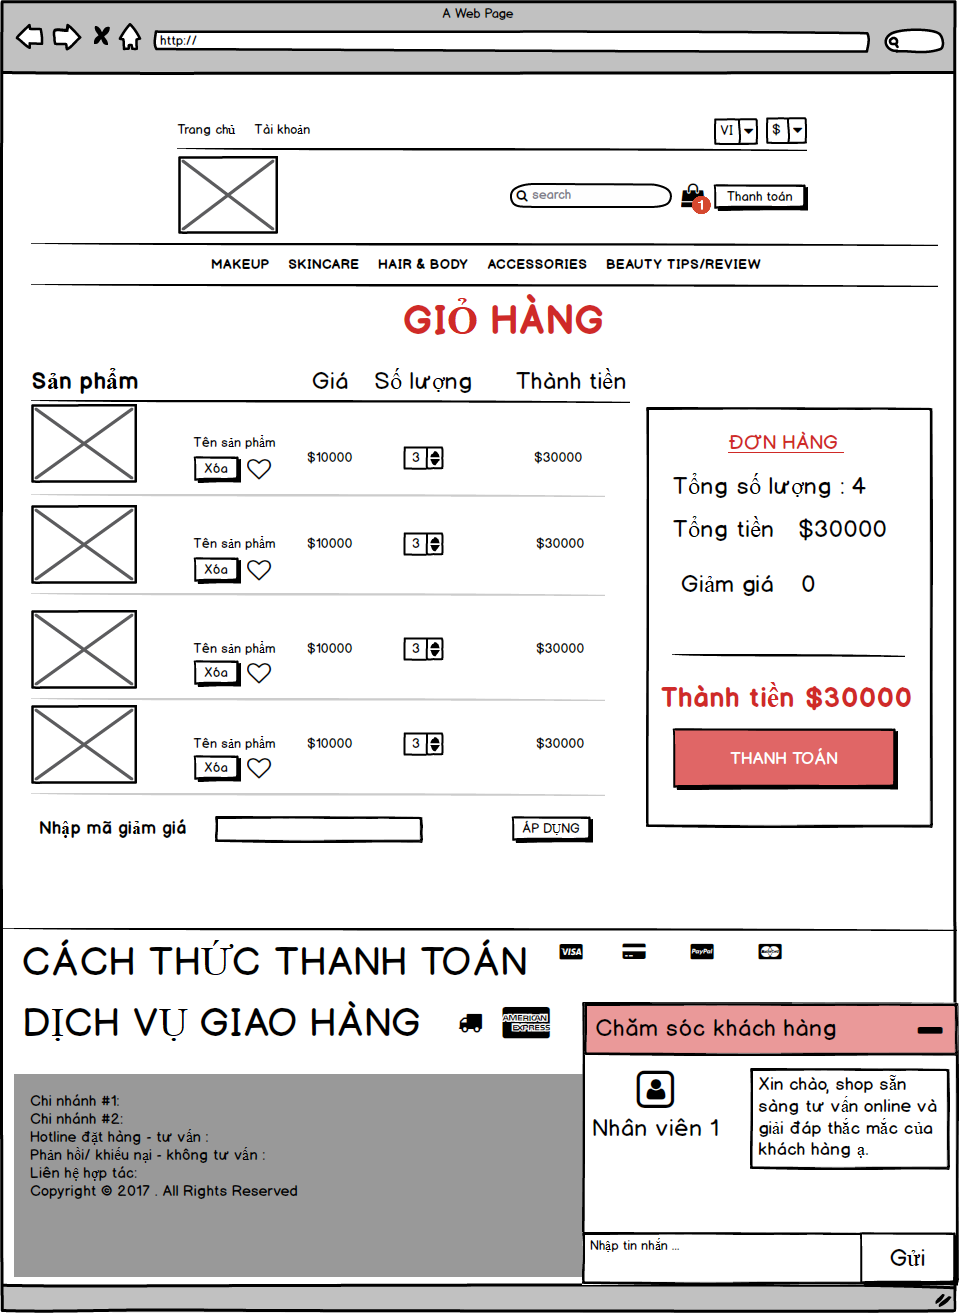 A Web Page
http://
Trang chủ Tài khoản VI $
search 1 Thanh toán
MAKEUP SKINCARE HAIR & BODY ACCESSORIES BEAUTY TIPS/REVIEW
GIỎ HÀNG
Sản phẩm Giá Số lượng Thành tiền
Tên sản phẩm
Xóa $10000 3 $30000
Tên sản phẩm $10000 3 $30000
Xóa
Tên sản phẩm $10000 3 $30000
Xóa
Tên sản phẩm $10000 3 $30000
Xóa
Nhập mã giảm giá ÁP DỤNG
ĐƠN HÀNG
Tổng số lượng : 4
Tổng tiền $30000
Giảm giá 0
Thành tiền $30000
THANH TOÁN
CÁCH THỨC THANH TOÁN VISA PayPal
DỊCH VỤ GIAO HÀNG AMERICAN EXPRESS
Chi nhánh #1:
Chi nhánh #2:
Hotline đặt hàng - tư vấn :
Phản hồi/ khiếu nại - không tư vấn :
Liên hệ hợp tác:
Copyright © 2017 . All Rights Reserved
Chăm sóc khách hàng
Nhân viên 1
Xin chào, shop sẵn
sàng tư vấn online và
giải đáp thắc mắc của
khách hàng ạ.
Nhập tin nhắn ...
Gửi